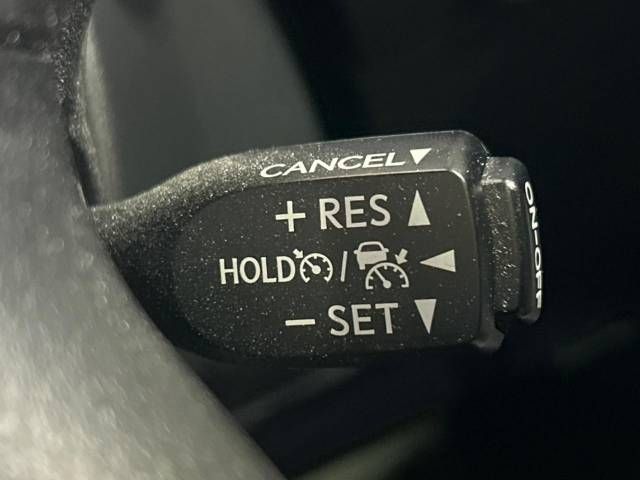 CANCEL▼
+ RES ▲
HOLD / ◀
− SET ▼
ON-OFF